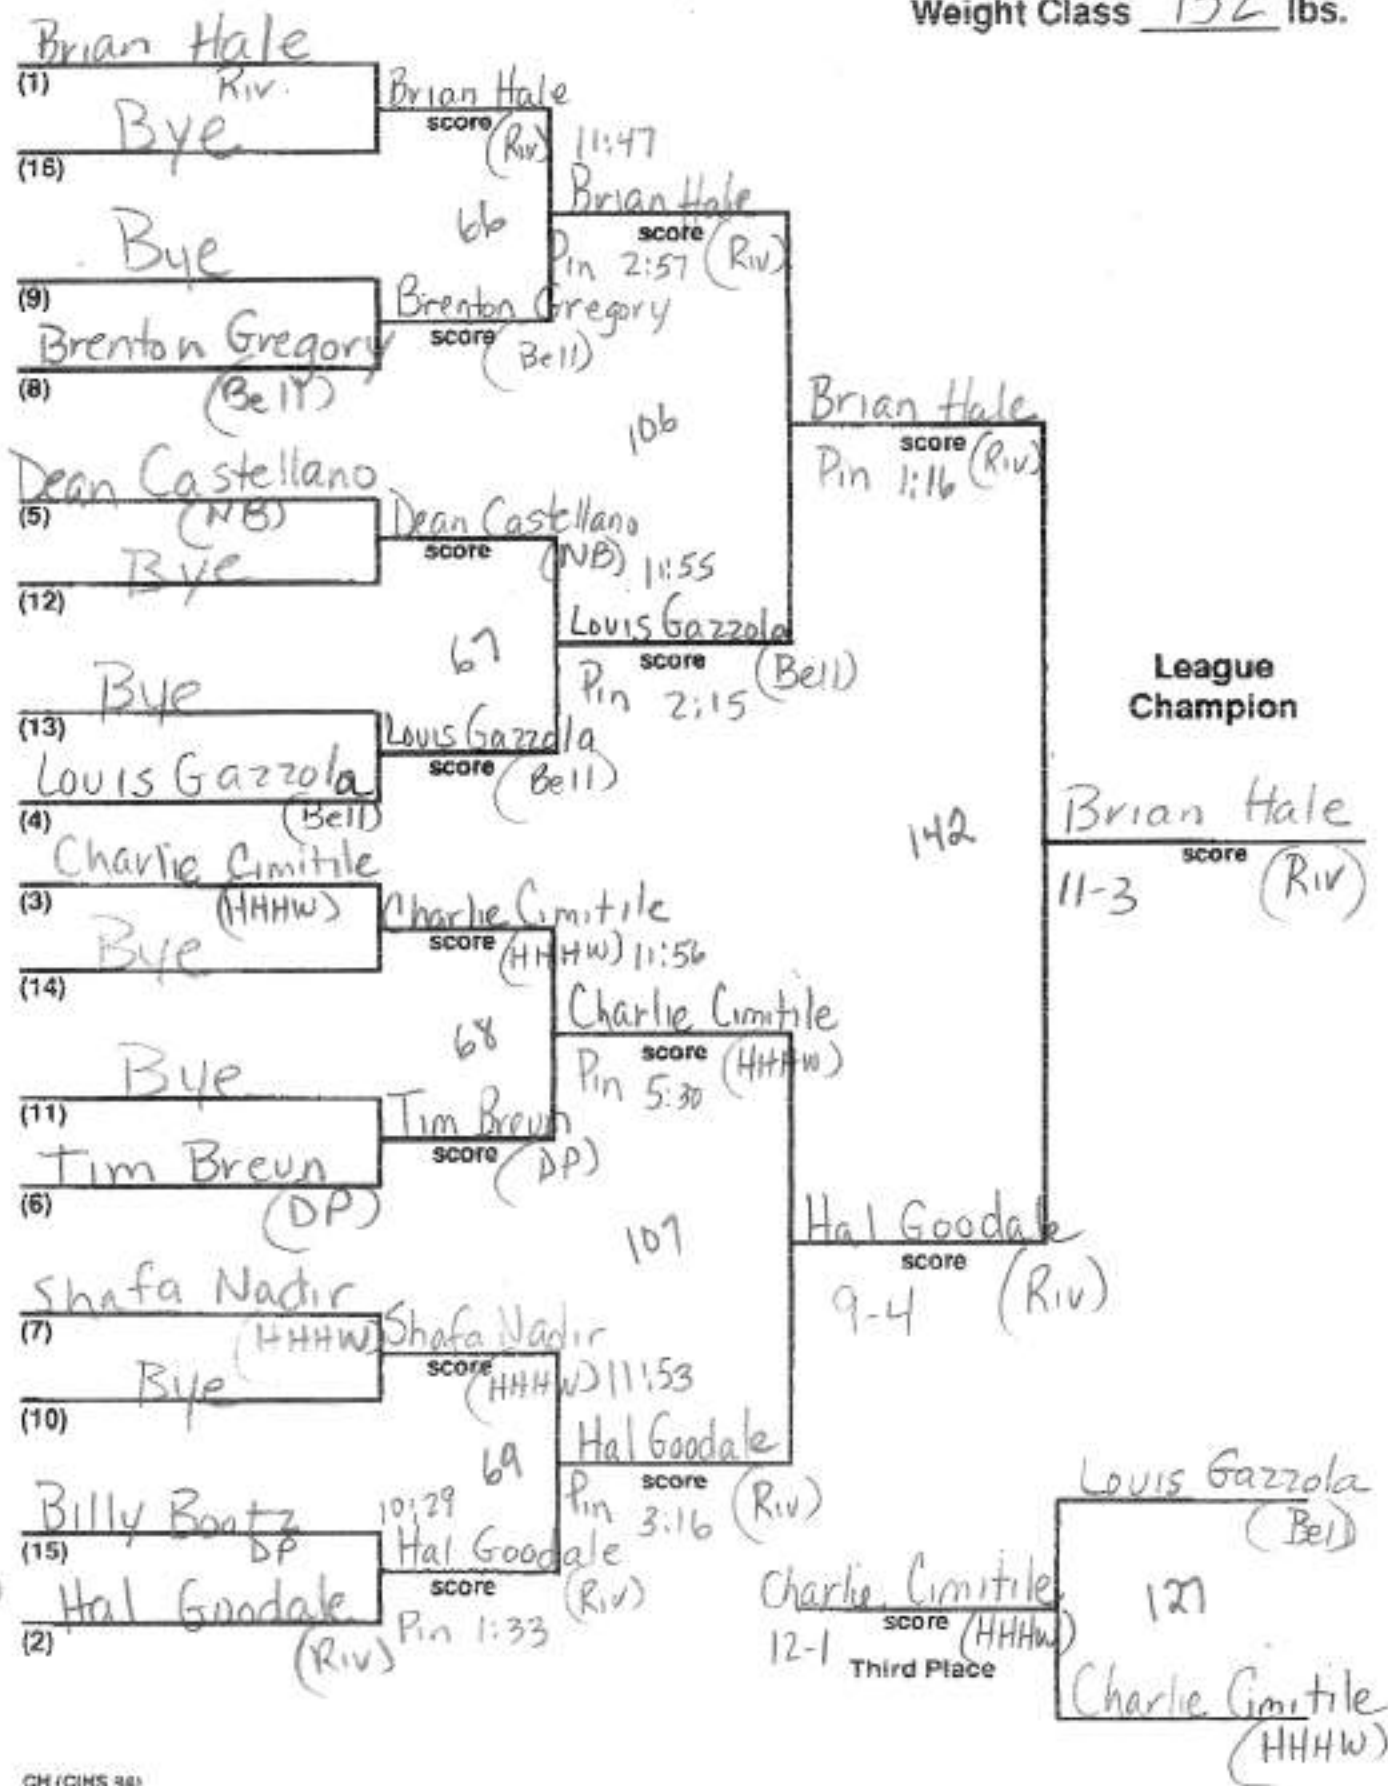 Weight Class 152 lbs.
Brian Hale
(1) Riv.
Bye
(16)
Bye
(9)
Brenton Gregory
(8) (Bell)
Dean Castellano
(5) (NB)
Bye
(12)
Bye
(13)
Louis Gazzola
(4) (Bell)
Charlie Cimitile
(3) (HHHW)
Bye
(14)
Bye
(11)
Tim Breun
(6) (DP)
Shafa Nadir
(7) (HHHW)
Bye
(10)
Billy Bootz
(15) DP
Hal Goodale
(2) (Riv)
Brian Hale
score (Riv) 11:47
66
Brenton Gregory
score (Bell)
Dean Castellano
score (NB) 11:55
67
Louis Gazzola
score (Bell)
Charlie Cimitile
score (HHHW) 11:56
68
Tim Breun
score (DP)
Shafa Nadir
score (HHHW) 11:53
69
10:29
Hal Goodale
score (Riv)
Pin 1:33
Brian Hale
score (Riv)
Pin 2:57
106
Louis Gazzola
score (Bell)
Pin 2:15
Charlie Cimitile
score (HHHW)
Pin 5:30
107
Hal Goodale
score (Riv)
Pin 3:16
Brian Hale
score (Riv)
Pin 1:16
142
Hal Goodale
score (Riv)
9-4
League
Champion
Brian Hale
score (Riv)
11-3
Louis Gazzola
(Bell)
127
Charlie Cimitile
(HHHW)
Charlie Cimitile
score (HHHW)
12-1 Third Place